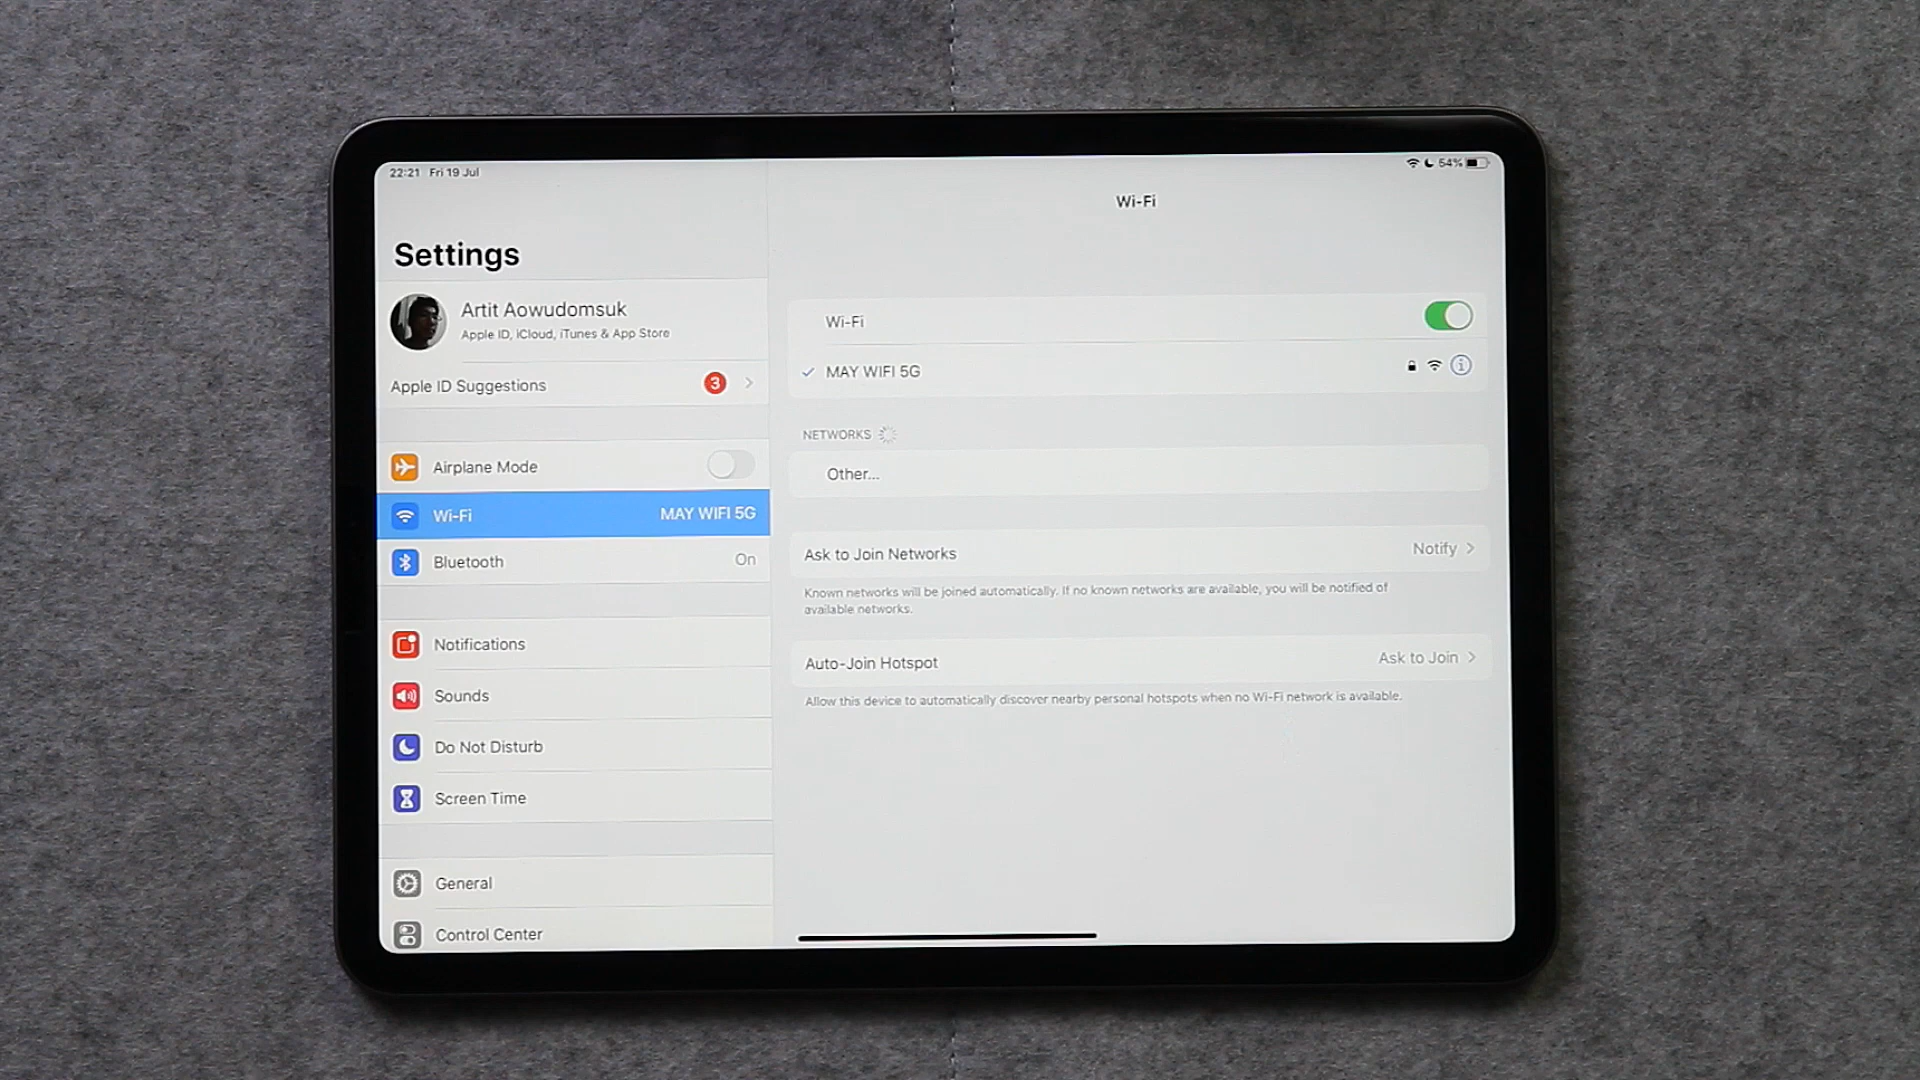 22:21 Fri 19 Jul
54%
Settings
Artit Aowudomsuk
Apple ID, iCloud, iTunes & App Store
Apple ID Suggestions
3
Airplane Mode
Wi-Fi
MAY WIFI 5G
Bluetooth
On
Notifications
Sounds
Do Not Disturb
Screen Time
General
Control Center
Wi-Fi
Wi-Fi
MAY WIFI 5G
NETWORKS
Other...
Ask to Join Networks
Notify
Known networks will be joined automatically. If no known networks are available, you will be notified of
available networks.
Auto-Join Hotspot
Ask to Join
Allow this device to automatically discover nearby personal hotspots when no Wi-Fi network is available.